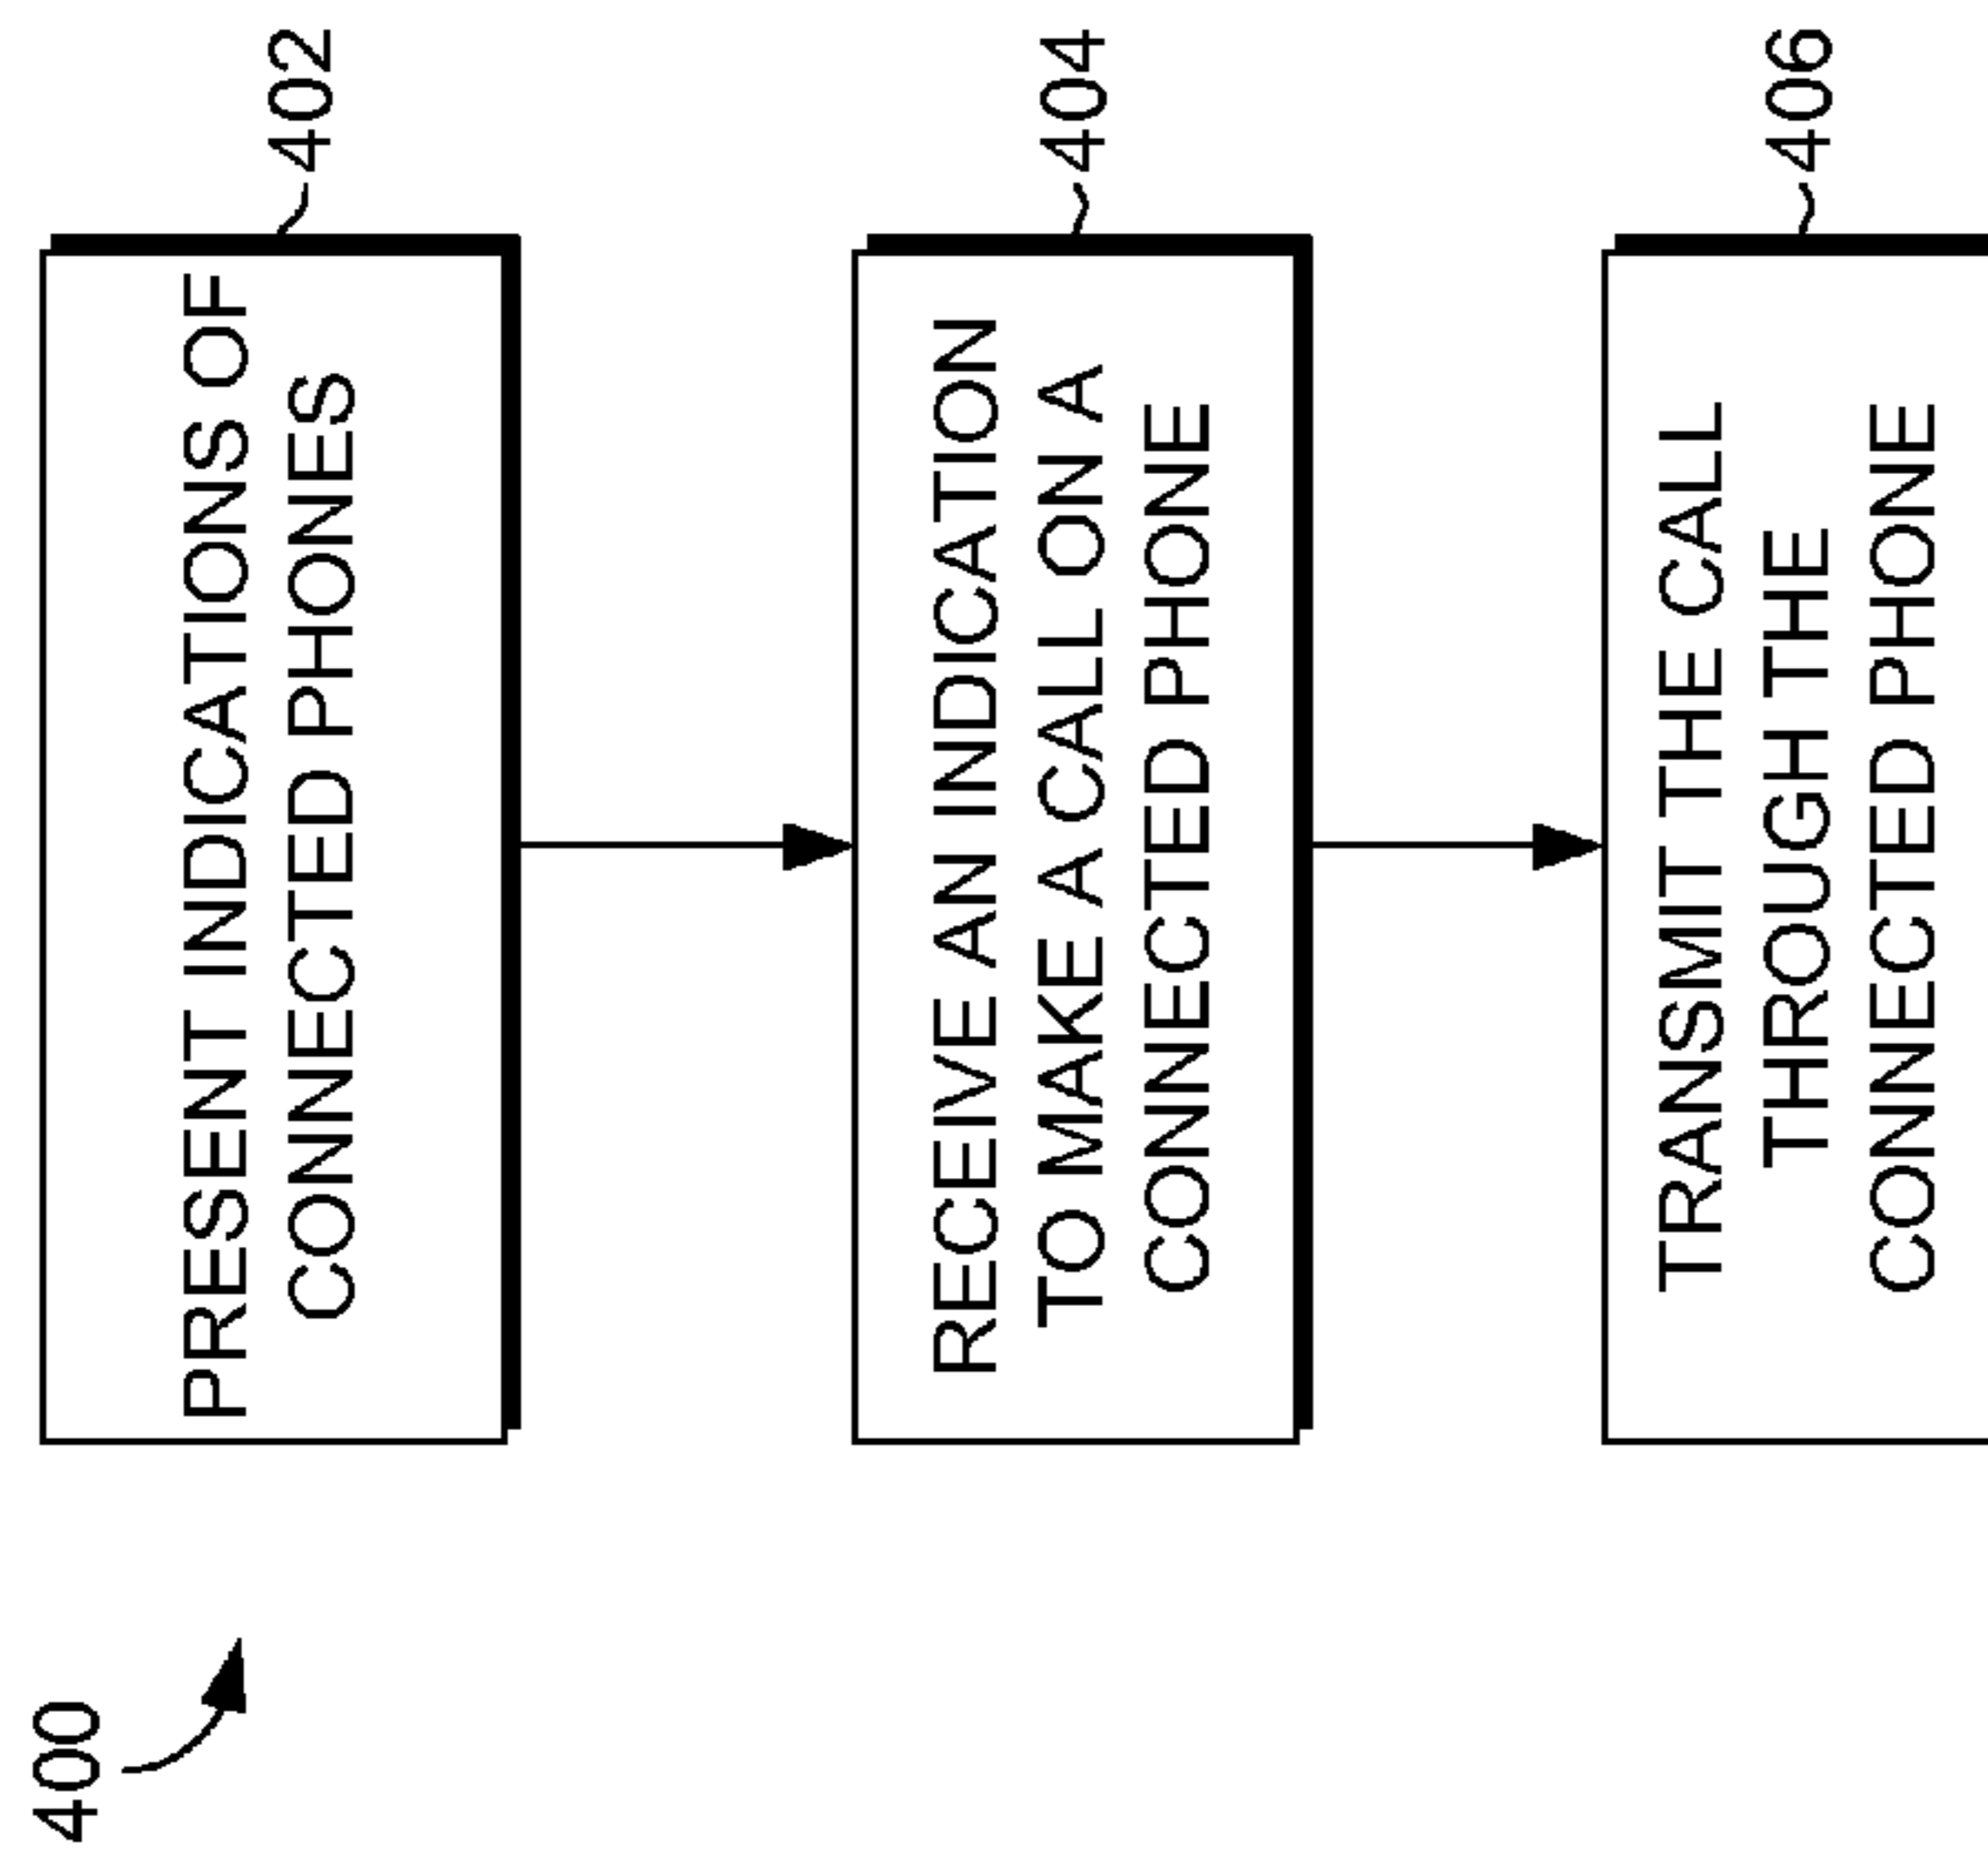 400
PRESENT INDICATIONS OF
CONNECTED PHONES
402
RECEIVE AN INDICATION
TO MAKE A CALL ON A
CONNECTED PHONE
404
TRANSMIT THE CALL
THROUGH THE
CONNECTED PHONE
406